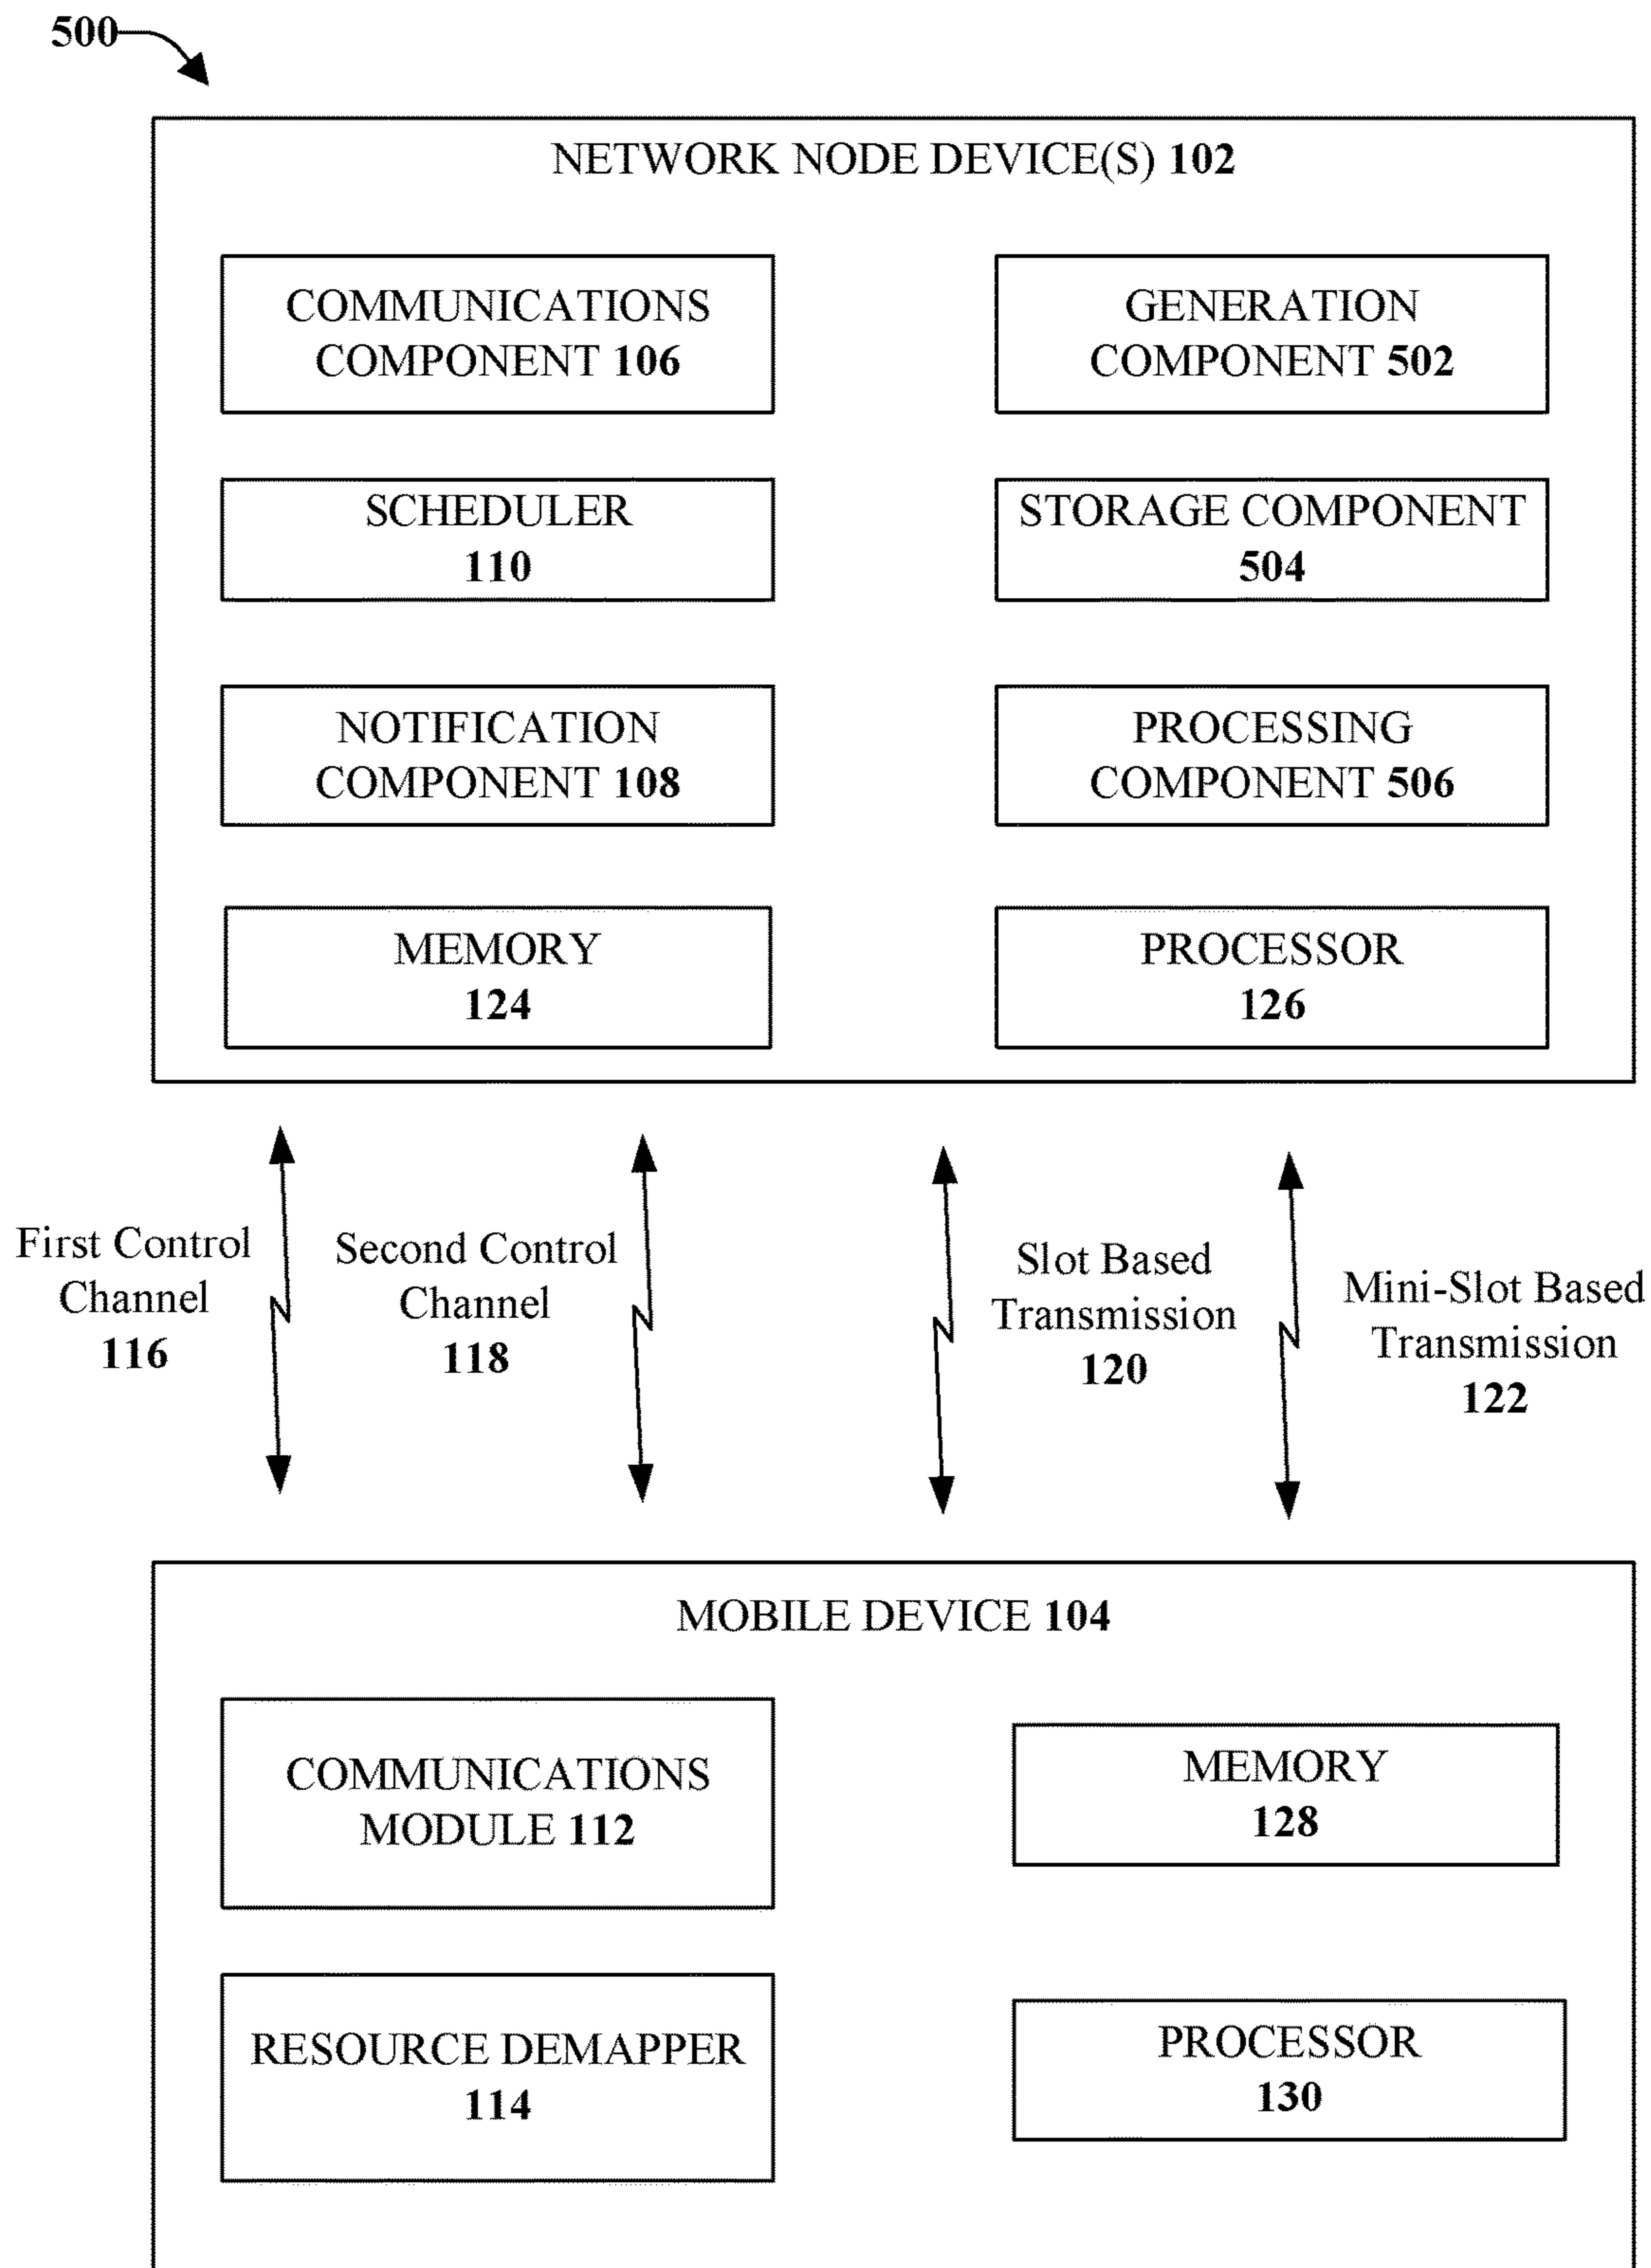 500
NETWORK NODE DEVICE(S) 102
COMMUNICATIONS
COMPONENT 106
GENERATION
COMPONENT 502
SCHEDULER
110
STORAGE COMPONENT
504
NOTIFICATION
COMPONENT 108
PROCESSING
COMPONENT 506
MEMORY
124
PROCESSOR
126
First Control
Channel
116
Second Control
Channel
118
Slot Based
Transmission
120
Mini-Slot Based
Transmission
122
MOBILE DEVICE 104
COMMUNICATIONS
MODULE 112
MEMORY
128
RESOURCE DEMAPPER
114
PROCESSOR
130